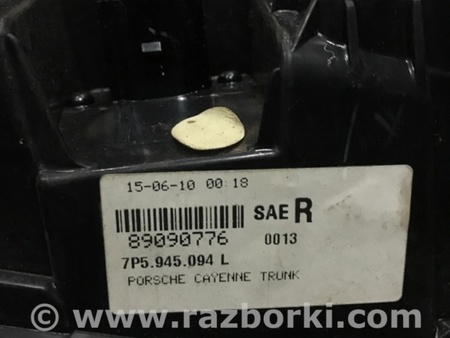 15-06-10 00:18
SAE R
89090776 0013
7P5.945.094 L
PORSCHE CAYENNE TRUNK
www.razborki.com